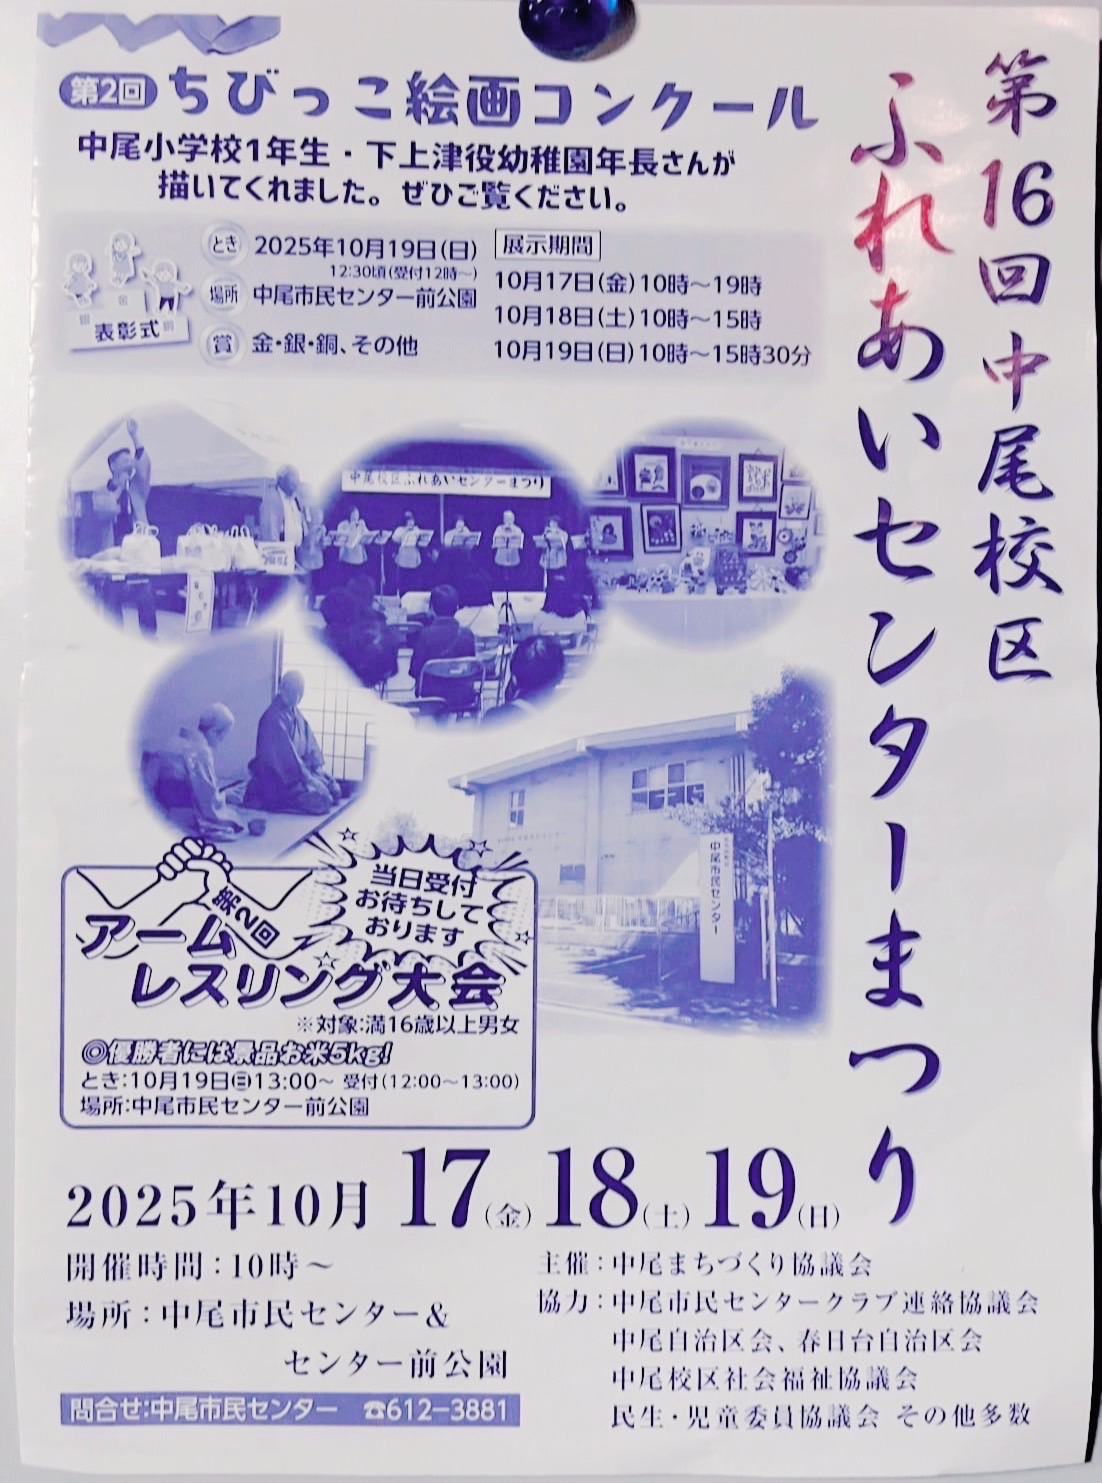 第16回中尾校区
ふれあいセンターまつり
第2回 ちびっこ絵画コンクール
中尾小学校1年生・下上津役幼稚園年長さんが
描いてくれました。ぜひご覧ください。
表彰式
とき 2025年10月19日(日)
12:30頃(受付12時〜)
場所 中尾市民センター前公園
賞 金・銀・銅、その他
展示期間
10月17日(金)10時〜19時
10月18日(土)10時〜15時
10月19日(日)10時〜15時30分
中尾校区ふれあいセンターまつり
中尾市民センター
当日受付
お待ちして
おります
第2回
アーム
レスリング大会
※対象:満16歳以上男女
◎優勝者には景品お米5kg!
とき:10月19日㊐13:00〜 受付(12:00〜13:00)
場所:中尾市民センター前公園
2025年10月17(金)18(土)19(日)
開催時間:10時〜
場所:中尾市民センター&
センター前公園
問合せ:中尾市民センター ☎612-3881
主催:中尾まちづくり協議会
協力:中尾市民センタークラブ連絡協議会
中尾自治区会、春日台自治区会
中尾校区社会福祉協議会
民生・児童委員協議会 その他多数